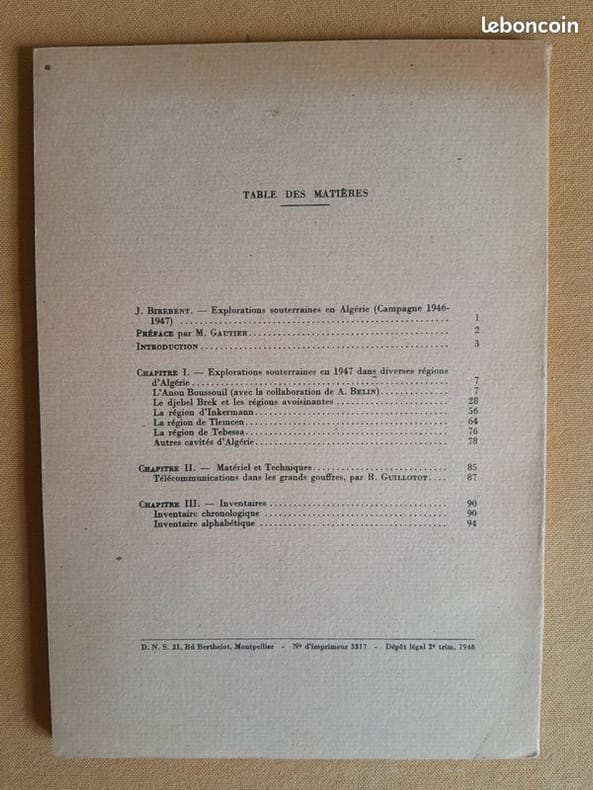 leboncoin
TABLE DES MATIÈRES
J. BIREBENT. — Explorations souterraines en Algérie (Campagne 1946-
1947) ........ 1
PRÉFACE par M. GAUTIER ........ 2
INTRODUCTION ........ 3
CHAPITRE I. — Explorations souterraines en 1947 dans diverses régions
d'Algérie ........ 7
L'Anou Boussouil (avec la collaboration de A. BELIN) ........ 7
Le djebel Brek et les régions avoisinantes ........ 28
La région d'Inkermann ........ 56
La région de Tlemcen ........ 64
La région de Tebessa ........ 76
Autres cavités d'Algérie ........ 78
CHAPITRE II. — Matériel et Techniques ........ 85
Télécommunications dans les grands gouffres, par R. GUILLOTOT .... 87
CHAPITRE III. — Inventaires ........ 90
Inventaire chronologique ........ 90
Inventaire alphabétique ........ 94
D. N. S. 21, Bd Berthelot, Montpellier - N° d'imprimeur 3317 - Dépôt légal 2e trim. 1948